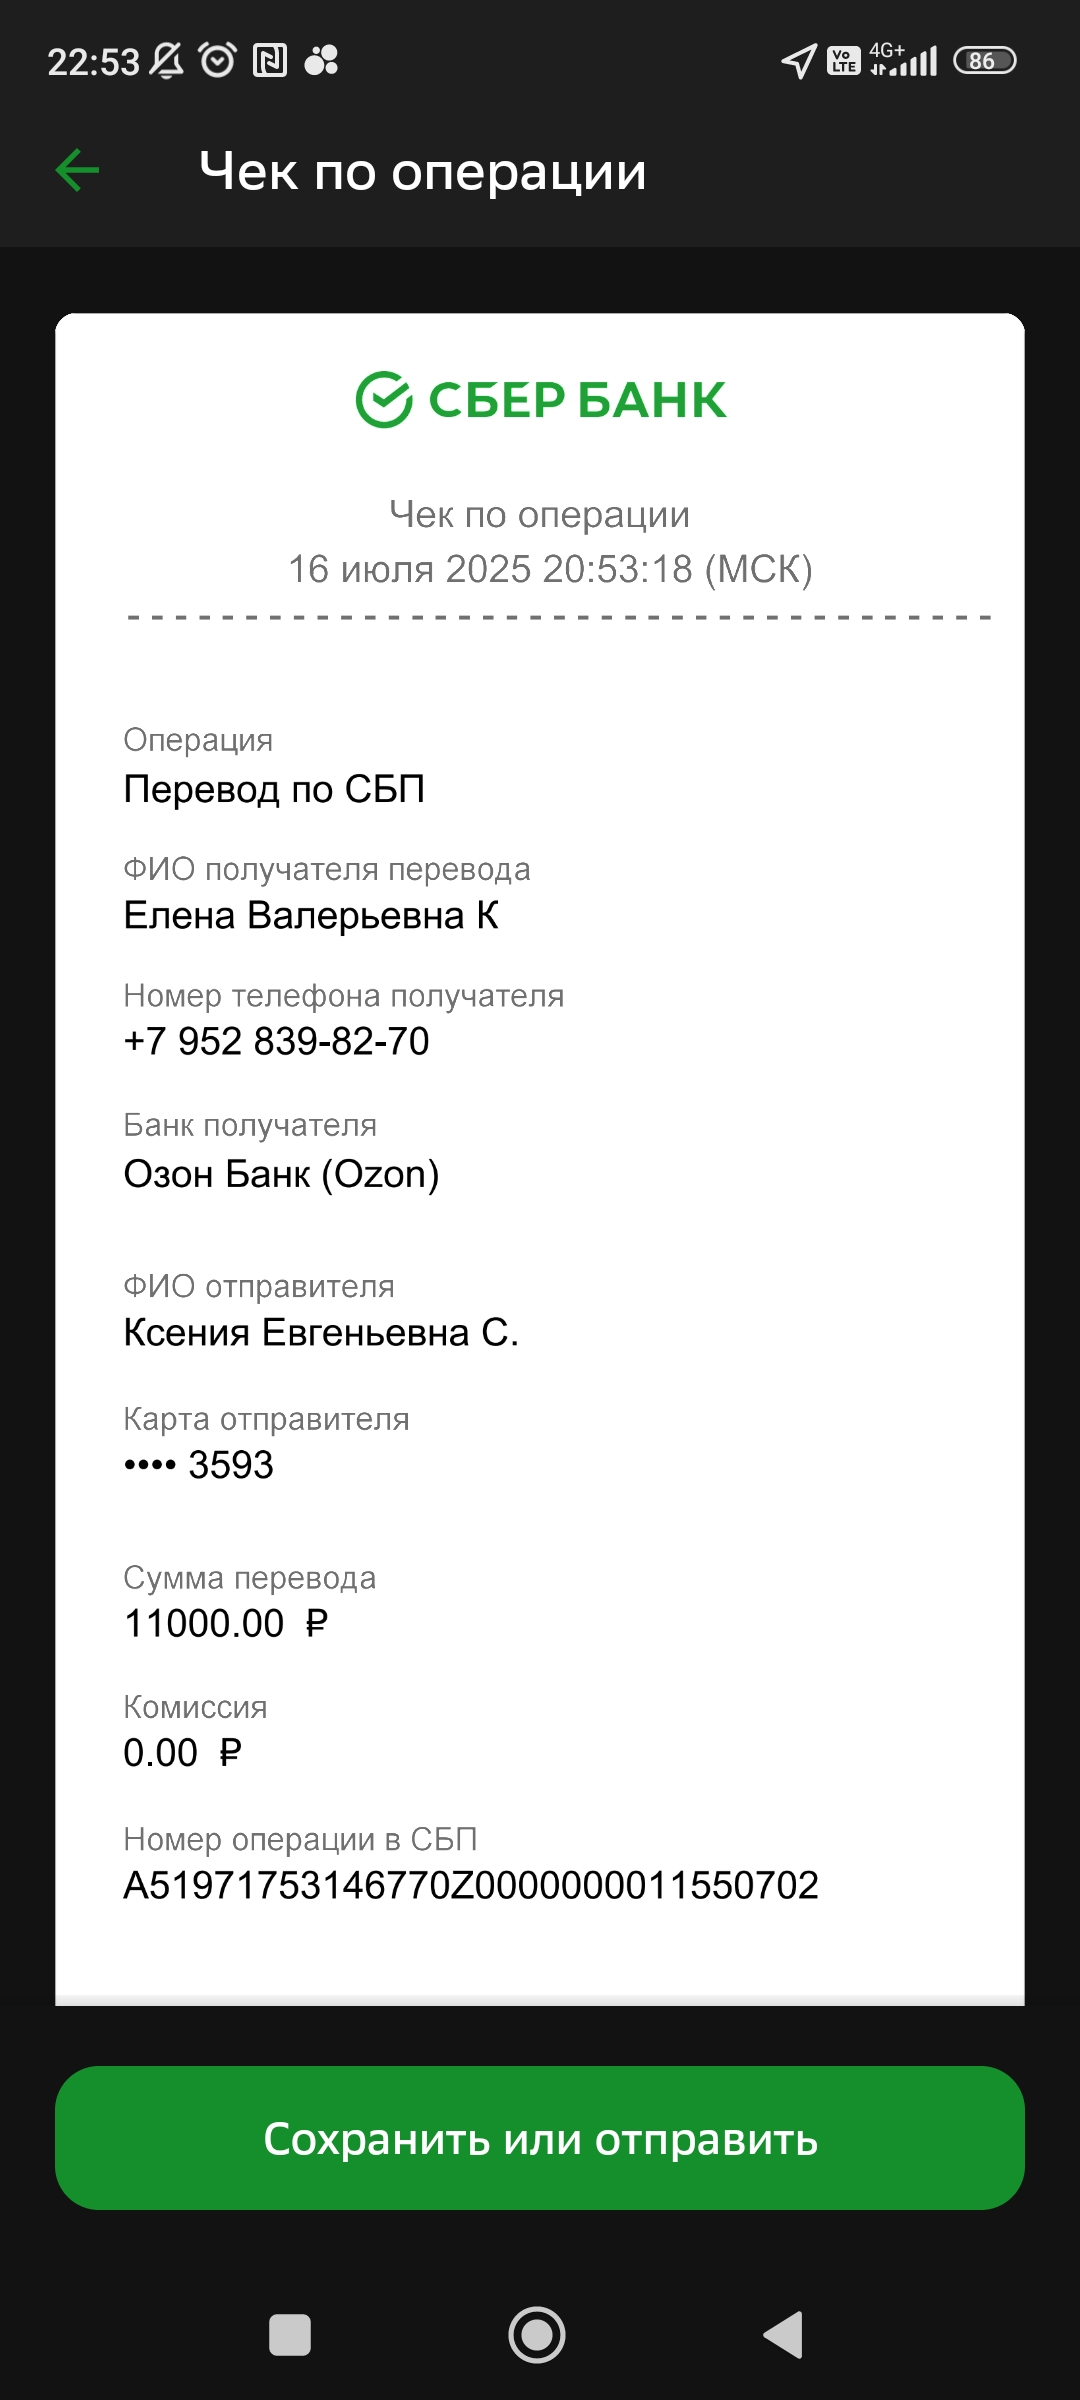 22:53
Vo LTE 4G+ 86
Чек по операции
СБЕР БАНК
Чек по операции
16 июля 2025 20:53:18 (МСК)
Операция
Перевод по СБП
ФИО получателя перевода
Елена Валерьевна К
Номер телефона получателя
+7 952 839-82-70
Банк получателя
Озон Банк (Ozon)
ФИО отправителя
Ксения Евгеньевна С.
Карта отправителя
•••• 3593
Сумма перевода
11000.00 ₽
Комиссия
0.00 ₽
Номер операции в СБП
A51971753146770Z0000000011550702
Сохранить или отправить